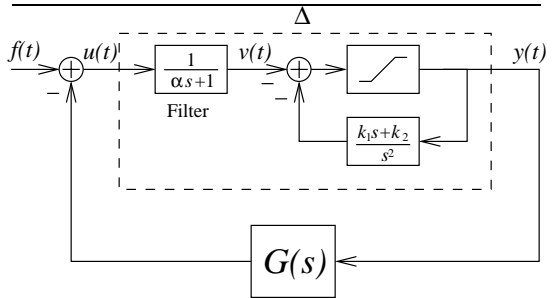 Δ
f(t)
u(t)
1
αs+1
v(t)
y(t)
+
+
−
−
−
Filter
k₁s+k₂
s²
G(s)